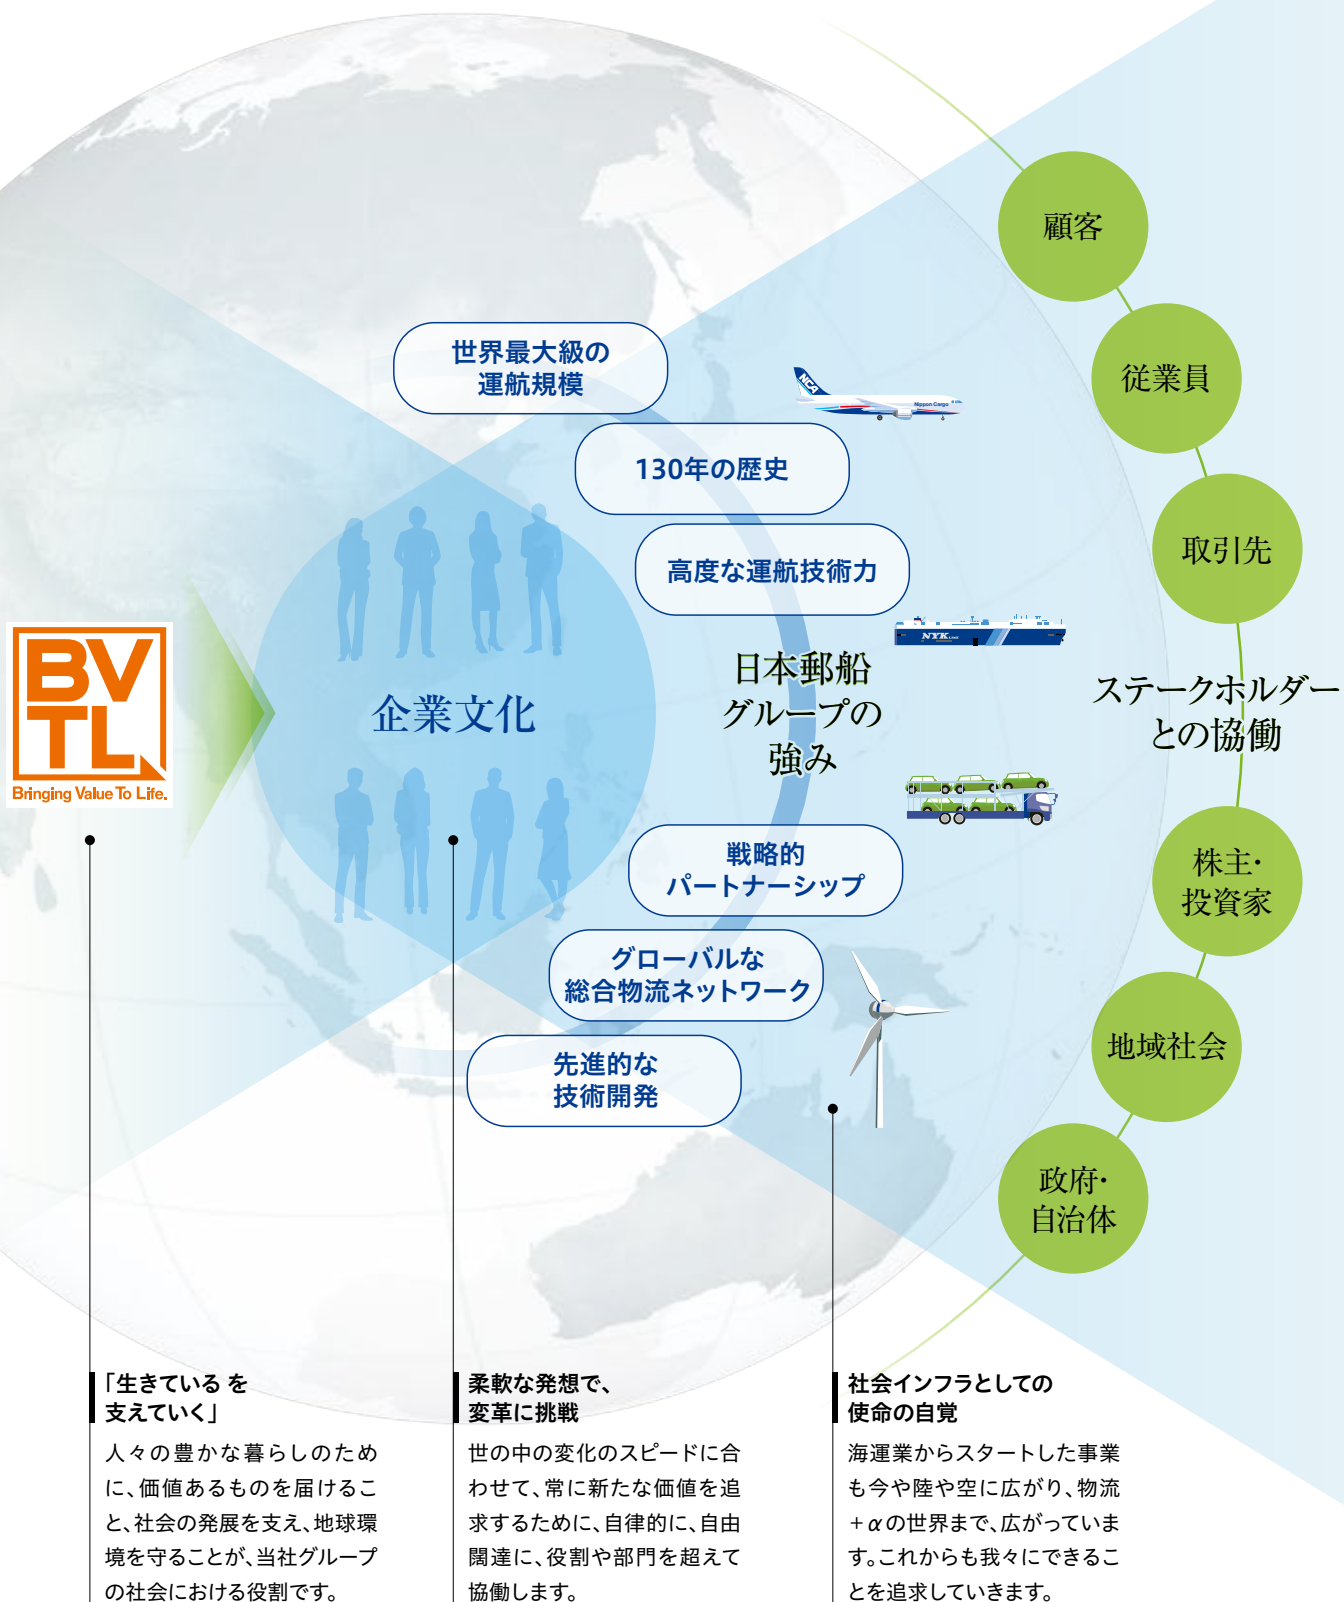 顧客
従業員
取引先
ステークホルダー
との協働
株主・
投資家
地域社会
政府・
自治体
世界最大級の
運航規模
130年の歴史
高度な運航技術力
日本郵船
グループの
強み
戦略的
パートナーシップ
グローバルな
総合物流ネットワーク
先進的な
技術開発
NCA
Nippon Cargo
NYK LINE
企業文化
BV
TL
Bringing Value To Life.
「生きている を
支えていく」
人々の豊かな暮らしのため
に、価値あるものを届けるこ
と、社会の発展を支え、地球環
境を守ることが、当社グループ
の社会における役割です。
柔軟な発想で、
変革に挑戦
世の中の変化のスピードに合
わせて、常に新たな価値を追
求するために、自律的に、自由
闊達に、役割や部門を超えて
協働します。
社会インフラとしての
使命の自覚
海運業からスタートした事業
も今や陸や空に広がり、物流
+αの世界まで、広がっていま
す。これからも我々にできるこ
とを追求していきます。